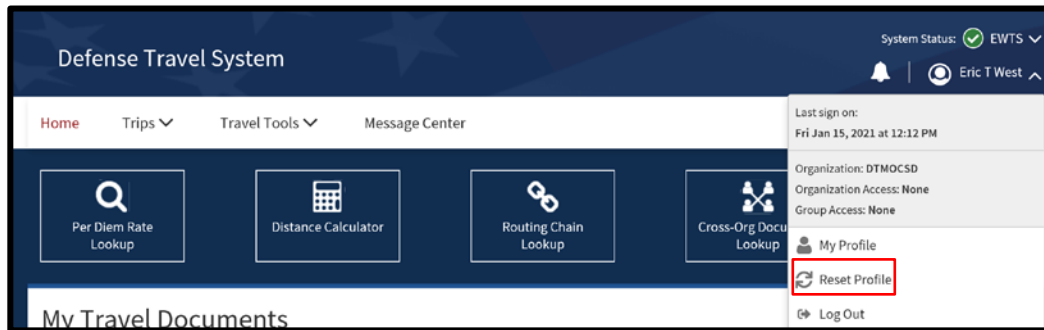 System Status: EWTS
Defense Travel System
Eric T West
Home Trips Travel Tools Message Center
Last sign on:
Fri Jan 15, 2021 at 12:12 PM
Organization: DTMOCSD
Organization Access: None
Group Access: None
Per Diem Rate
Lookup
Distance Calculator
Routing Chain
Lookup
Cross-Org Docu
Lookup
My Profile
Reset Profile
Log Out
My Travel Documents